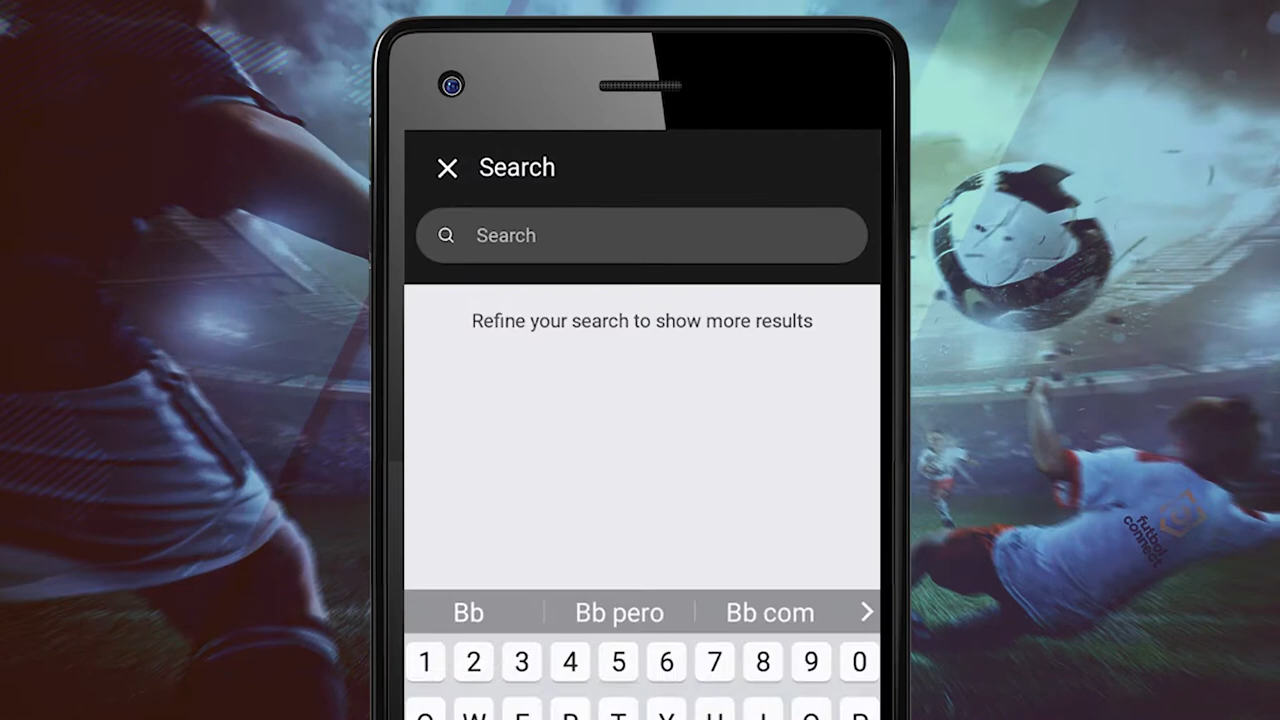 Search
Search
Refine your search to show more results
Bb
Bb pero
Bb com
1 2 3 4 5 6 7 8 9 0
Q W E R T Y U I O P
futbol
connect